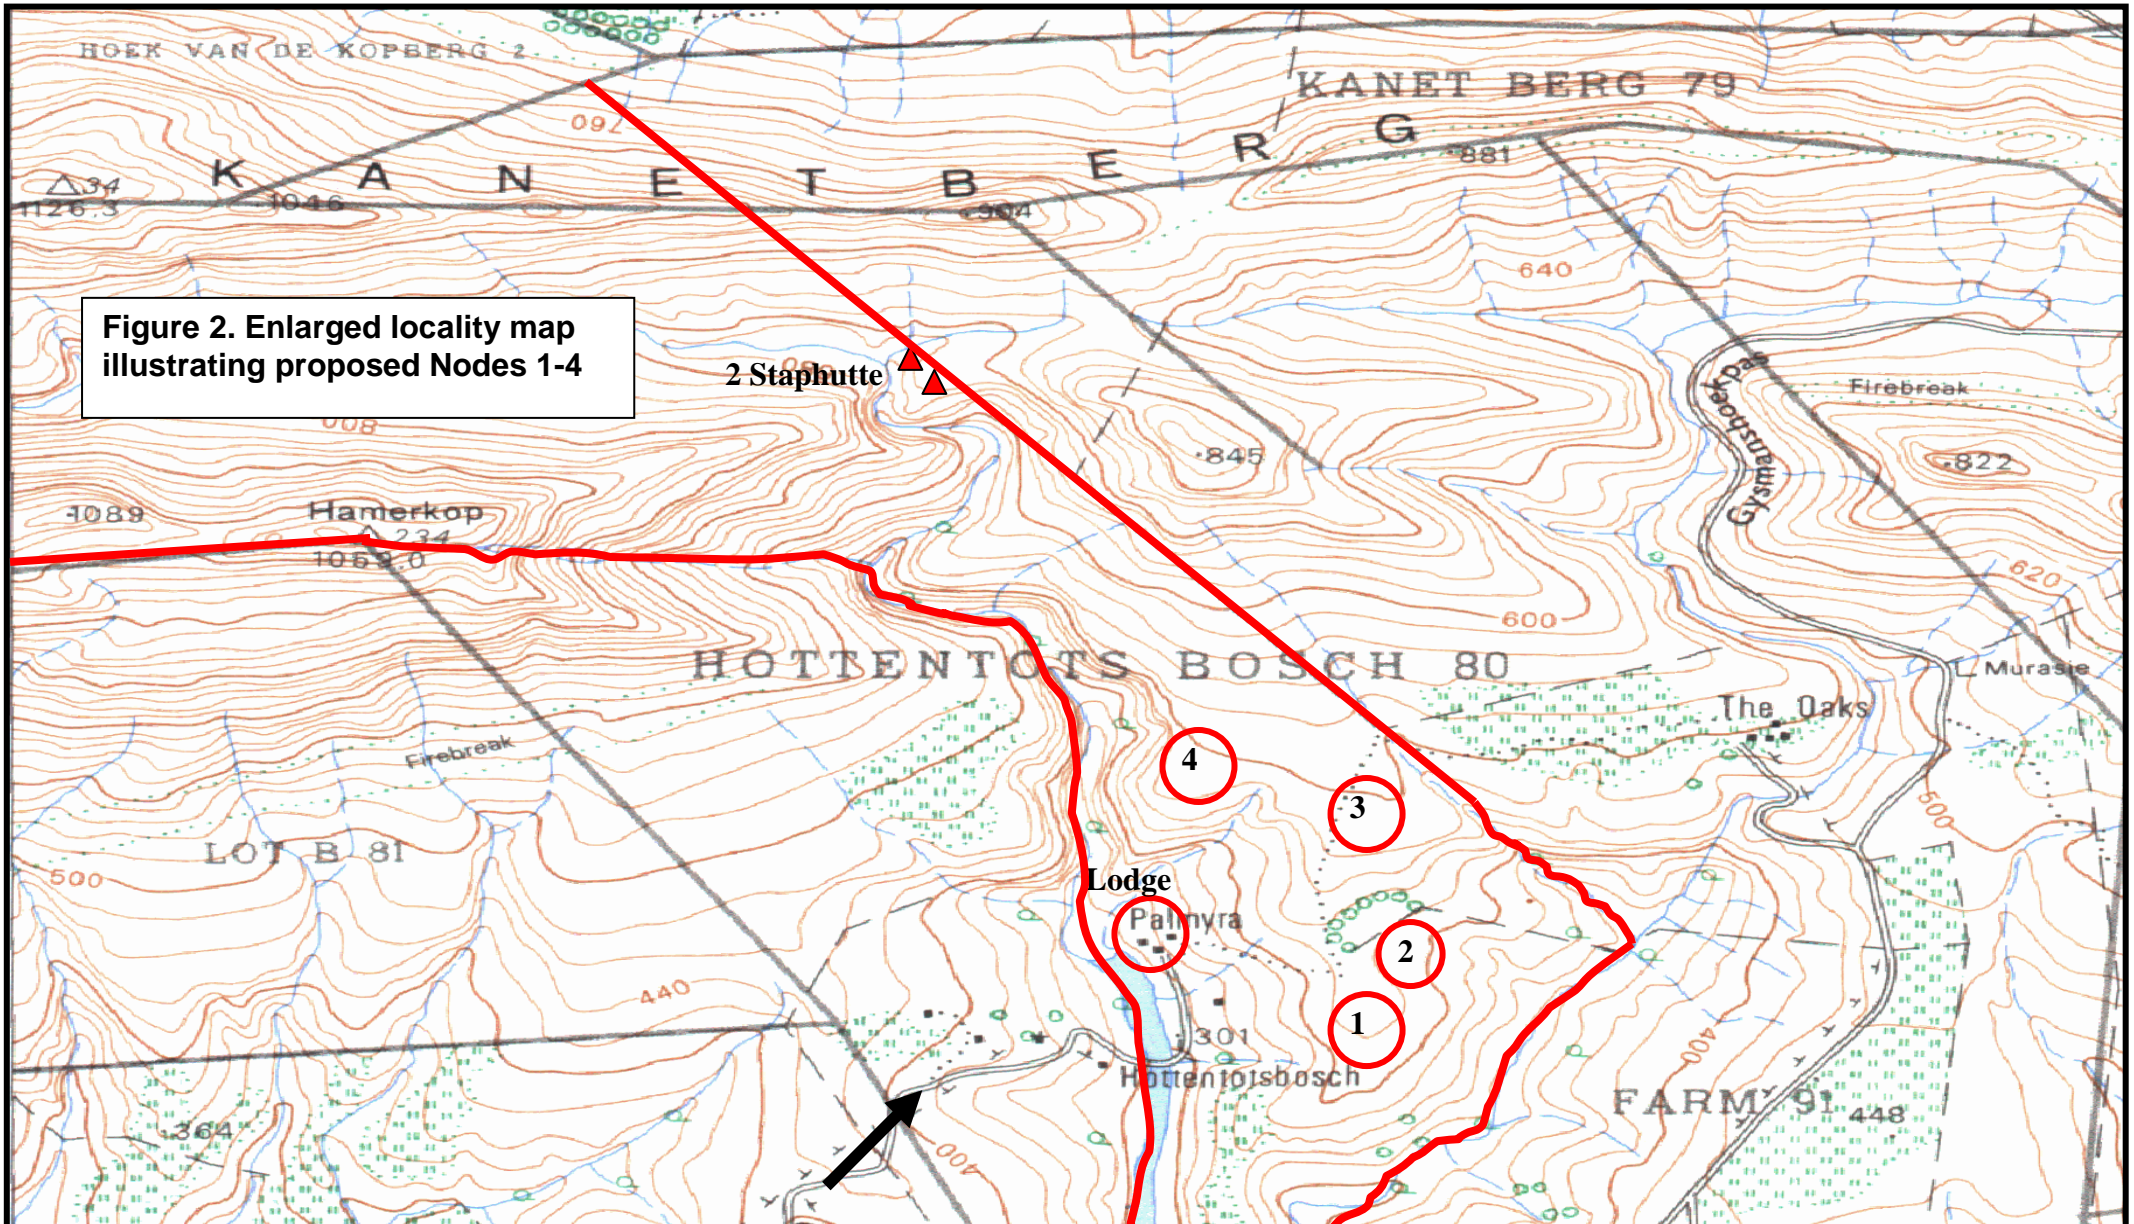 HOEK VAN DE KOPBERG 2
KANET BERG 79
760
K A N E T B E R G
881
34
1126.3
1046
904
640
Figure 2. Enlarged locality map
illustrating proposed Nodes 1-4
2 Staphutte
Gysmanshoekpas
Firebreak
800
845
822
1089
Hamerkop
234
1059.0
620
600
HOTTENTOTS BOSCH 80
Murasie
The Oaks
Firebreak
4
3
500
LOT B 81
500
Lodge
Palmyra
2
440
1
301
Hottentotsbosch
400
FARM 91
448
364
400